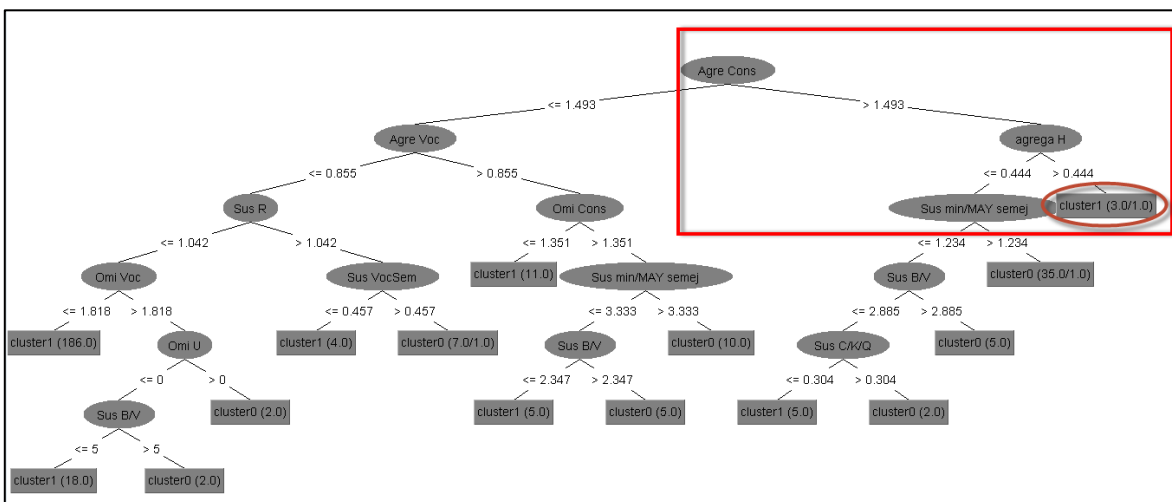 Agre Cons
<= 1.493 > 1.493
Agre Voc agrega H
<= 0.855 > 0.855 <= 0.444 > 0.444
Sus R Omi Cons Sus min/MAY semej cluster1 (3.0/1.0)
<= 1.042 > 1.042 <= 1.351 > 1.351 <= 1.234 > 1.234
Omi Voc Sus VocSem cluster1 (11.0) Sus min/MAY semej Sus B/V cluster0 (35.0/1.0)
<= 1.818 > 1.818 <= 0.457 > 0.457 <= 3.333 > 3.333 <= 2.885 > 2.885
cluster1 (186.0) Omi U cluster1 (4.0) cluster0 (7.0/1.0) Sus B/V cluster0 (10.0) Sus C/K/Q cluster0 (5.0)
<= 0 > 0 <= 2.347 > 2.347 <= 0.304 > 0.304
Sus B/V cluster0 (2.0) cluster1 (5.0) cluster0 (5.0) cluster1 (5.0) cluster0 (2.0)
<= 5 > 5
cluster1 (18.0) cluster0 (2.0)